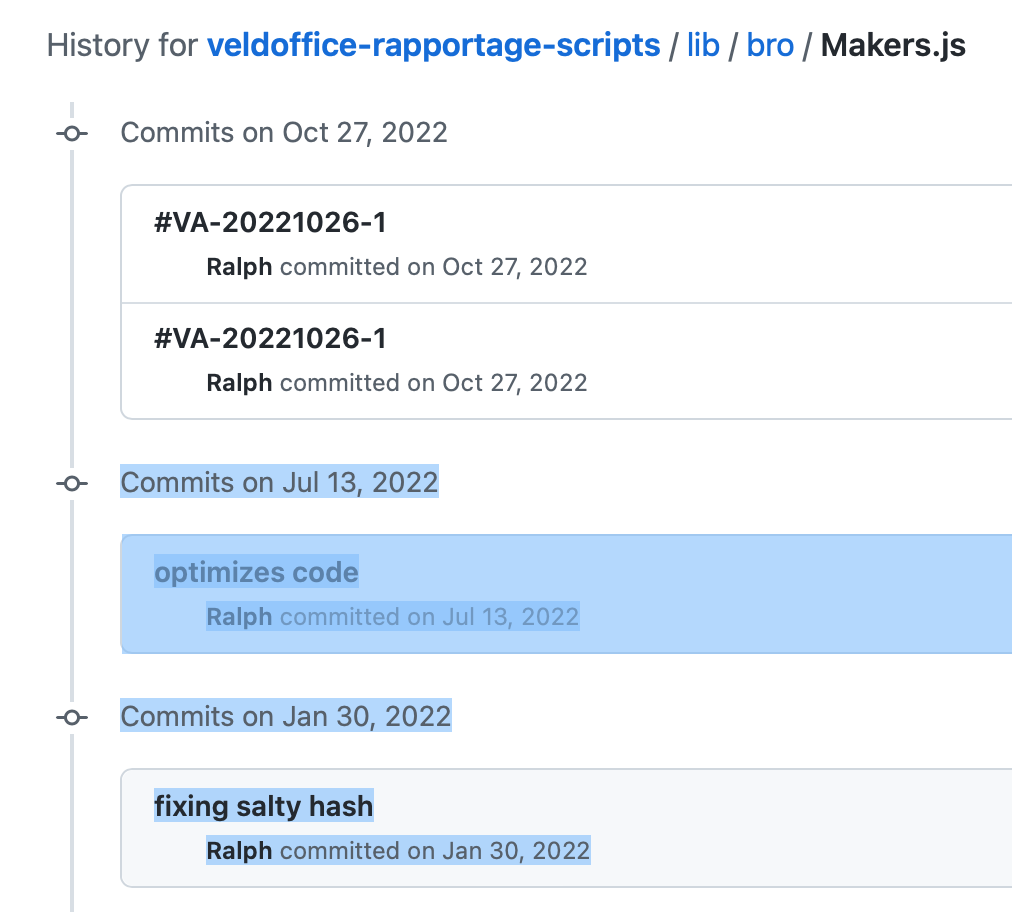 History for veldoffice-rapportage-scripts / lib / bro / Makers.js
Commits on Oct 27, 2022
#VA-20221026-1
Ralph committed on Oct 27, 2022
#VA-20221026-1
Ralph committed on Oct 27, 2022
Commits on Jul 13, 2022
optimizes code
Ralph committed on Jul 13, 2022
Commits on Jan 30, 2022
fixing salty hash
Ralph committed on Jan 30, 2022